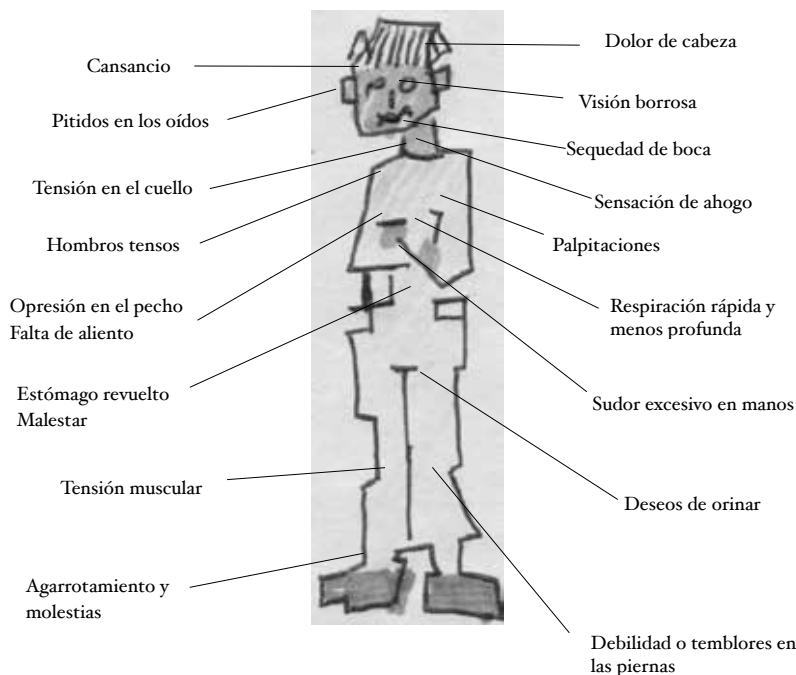 Dolor de cabeza
Cansancio
Visión borrosa
Pitidos en los oídos
Sequedad de boca
Tensión en el cuello
Sensación de ahogo
Hombros tensos
Palpitaciones
Opresión en el pecho
Falta de aliento
Respiración rápida y
menos profunda
Estómago revuelto
Malestar
Sudor excesivo en manos
Tensión muscular
Deseos de orinar
Agarrotamiento y
molestias
Debilidad o temblores en
las piernas